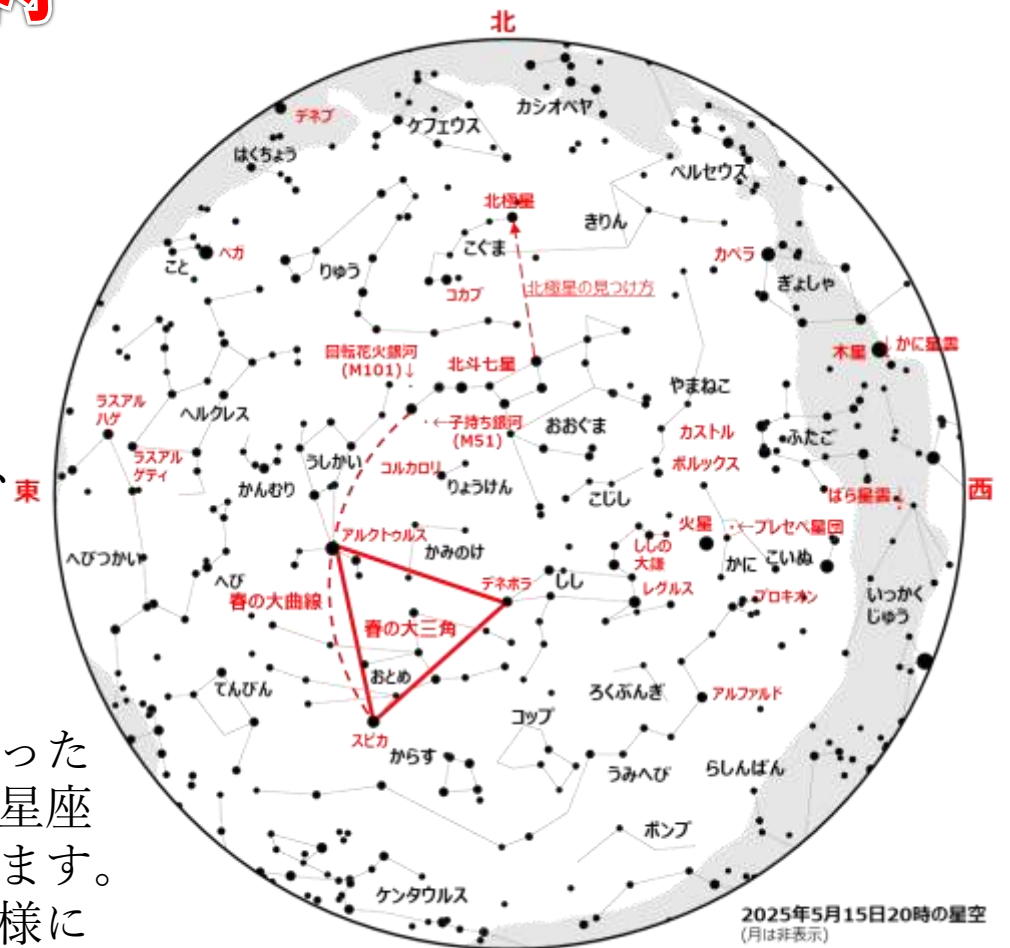 北
カシオペヤ
デネブ
ケフェウス
はくちょう
ペルセウス
北極星
きりん
こぐま
ベガ
カペラ
こと
りゅう
ぎょしゃ
コカブ
北極星の見つけ方
木星
↓かに星雲
回転花火銀河
(M101)↓
北斗七星
やまねこ
ラスアル
ハゲ
ヘルクレス
←子持ち銀河
(M51)
おおぐま
カストル
ふたご
ラスアル
ゲティ
うしかい
コルカロリ
ポルックス
かんむり
りょうけん
こじし
ばら星雲↓
東
西
アルクトゥルス
火星
←プレセペ星団
かみのけ
ししの
大鎌
へびつかい
かに
こいぬ
へび
デネボラ
しし
レグルス
プロキオン
いっかく
じゅう
春の大曲線
春の大三角
おとめ
てんびん
ろくぶんぎ
アルファルド
コップ
スピカ
からす
うみへび
らしんばん
ポンプ
ケンタウルス
2025年5月15日20時の星空
(月は非表示)
った
星座
ます。
様に